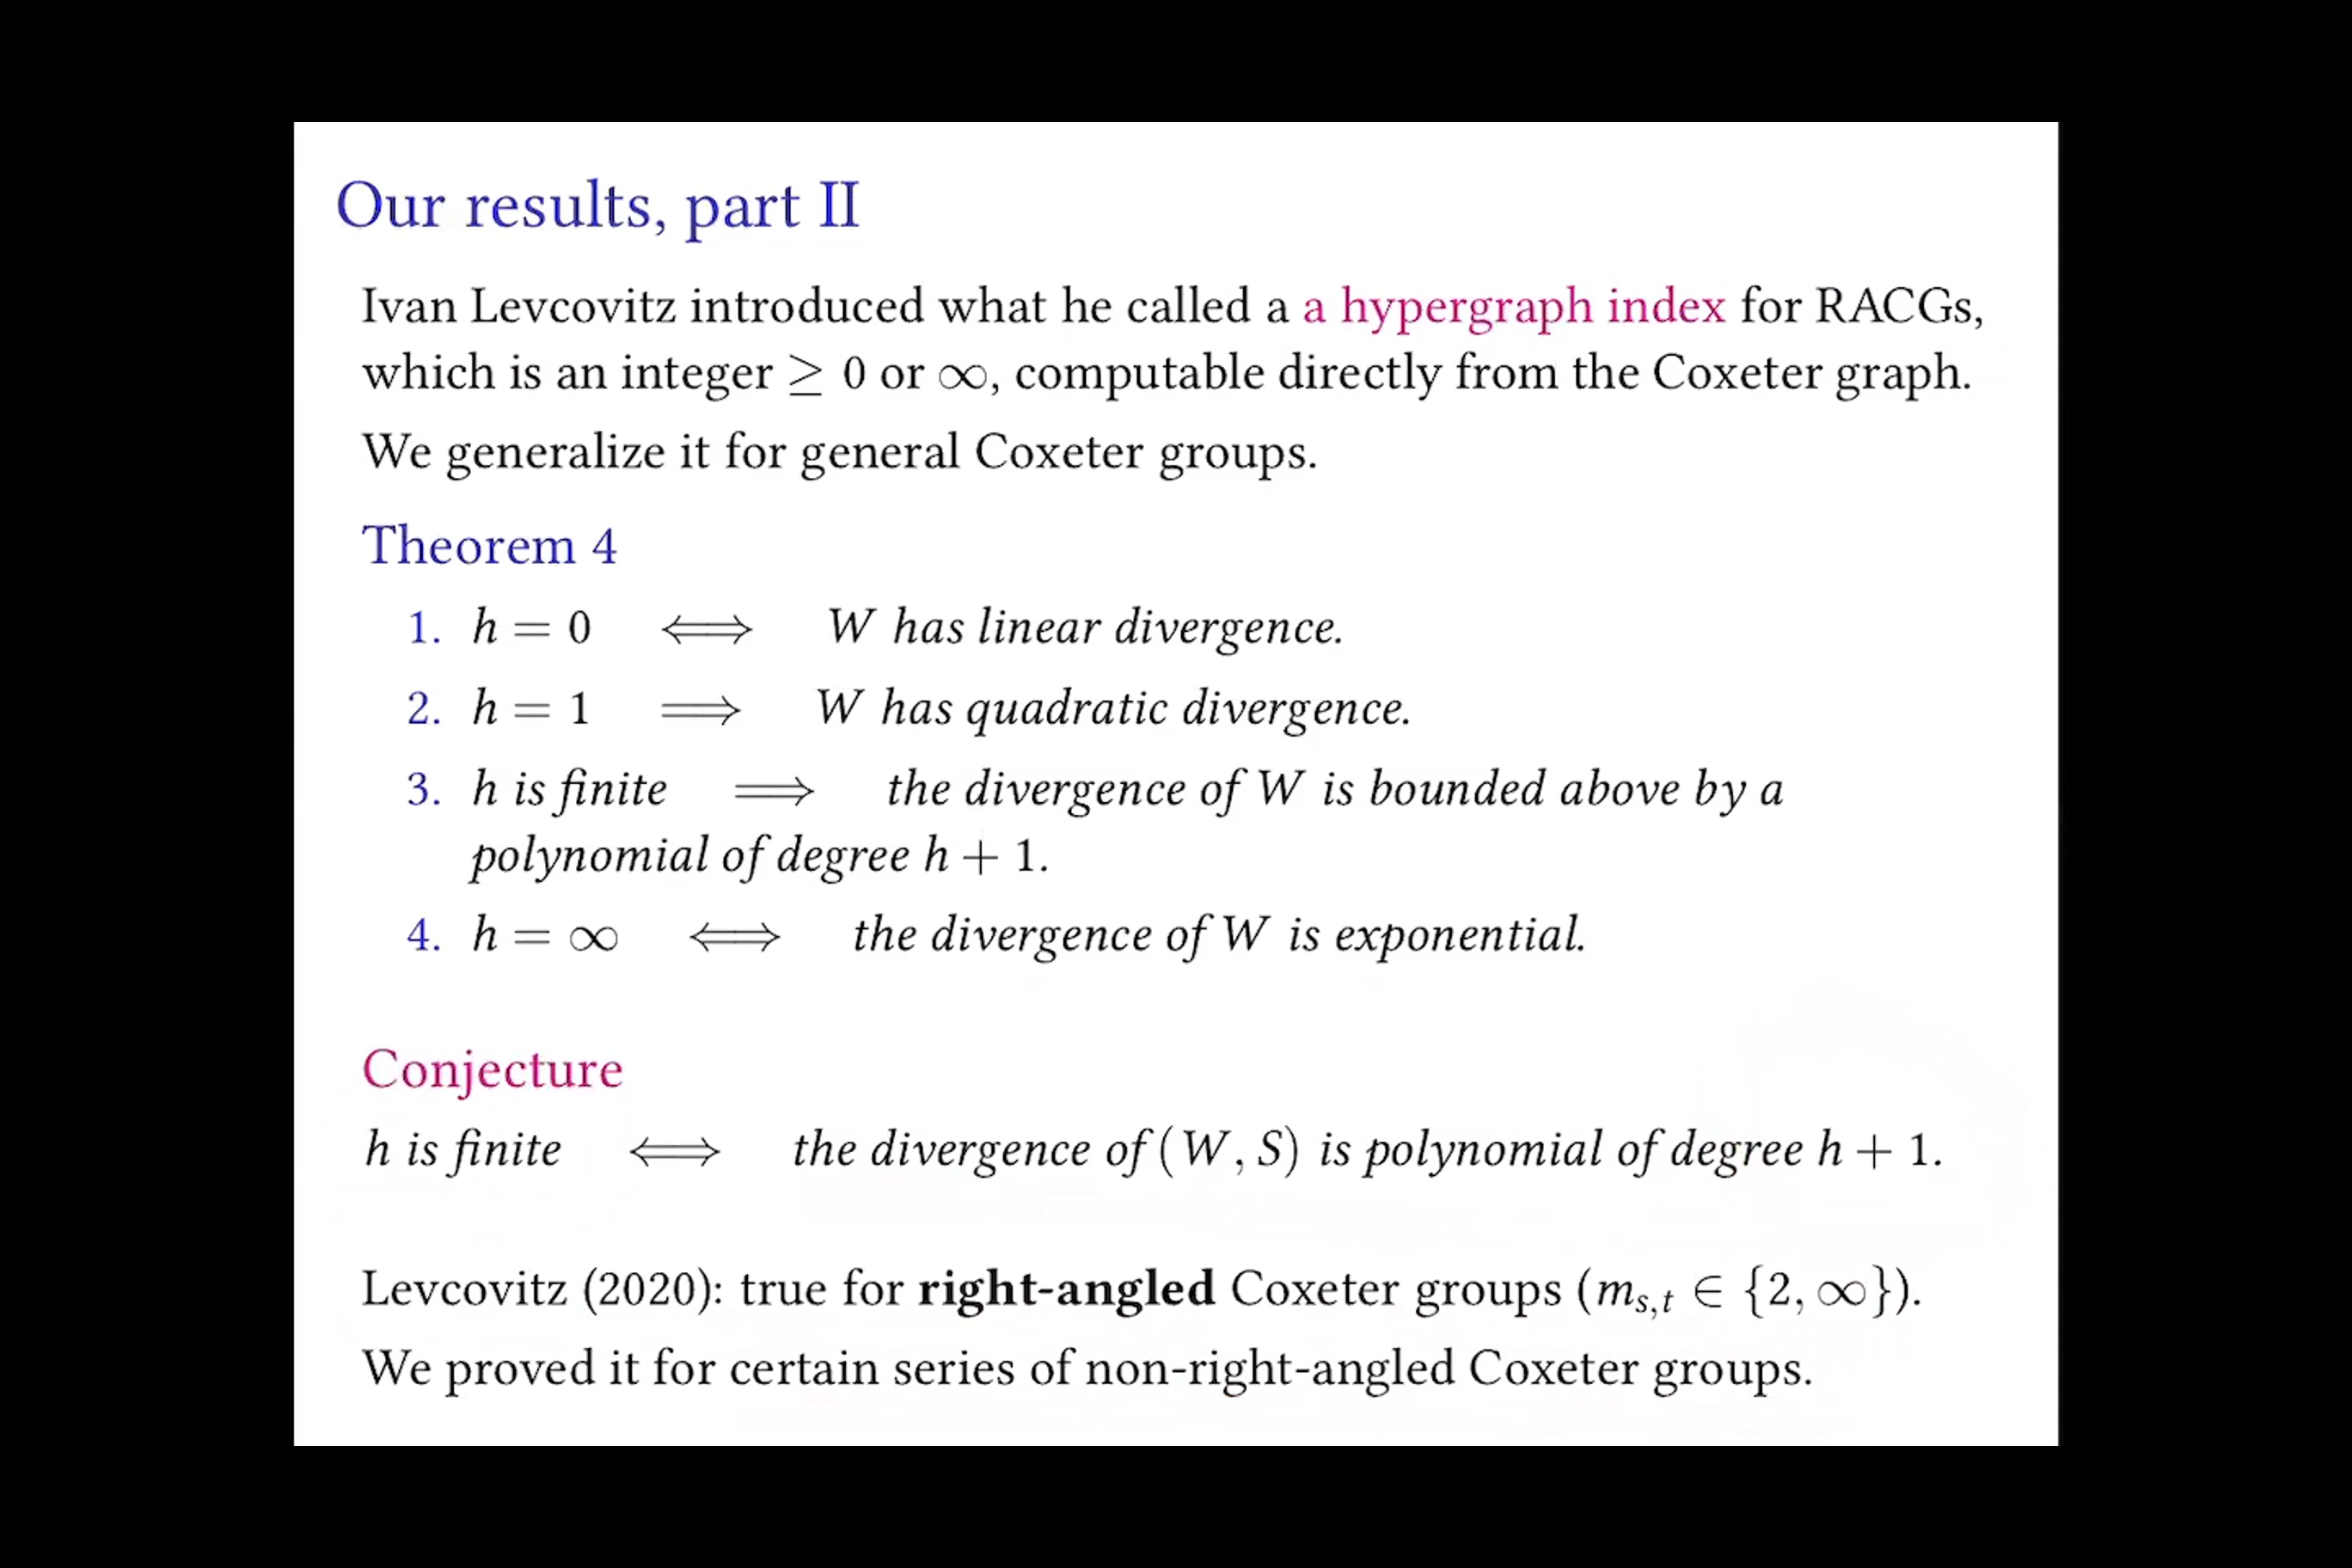 Our results, part II
Ivan Levcovitz introduced what he called a a hypergraph index for RACGs,
which is an integer ≥ 0 or ∞, computable directly from the Coxeter graph.
We generalize it for general Coxeter groups.
Theorem 4
1. h = 0 ⟺ W has linear divergence.
2. h = 1 ⟹ W has quadratic divergence.
3. h is finite ⟹ the divergence of W is bounded above by a
polynomial of degree h + 1.
4. h = ∞ ⟺ the divergence of W is exponential.
Conjecture
h is finite ⟺ the divergence of (W, S) is polynomial of degree h + 1.
Levcovitz (2020): true for right-angled Coxeter groups (m_{s,t} ∈ {2, ∞}).
We proved it for certain series of non-right-angled Coxeter groups.